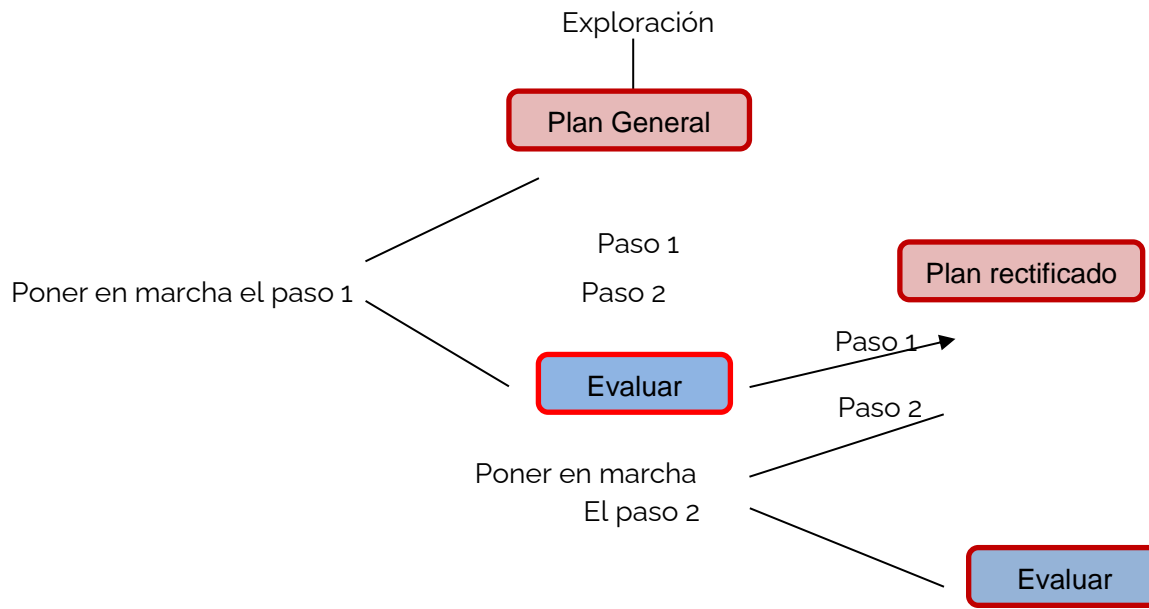 Exploración
Plan General
Paso 1
Plan rectificado
Poner en marcha el paso 1
Paso 2
Paso 1
Evaluar
Paso 2
Poner en marcha
El paso 2
Evaluar